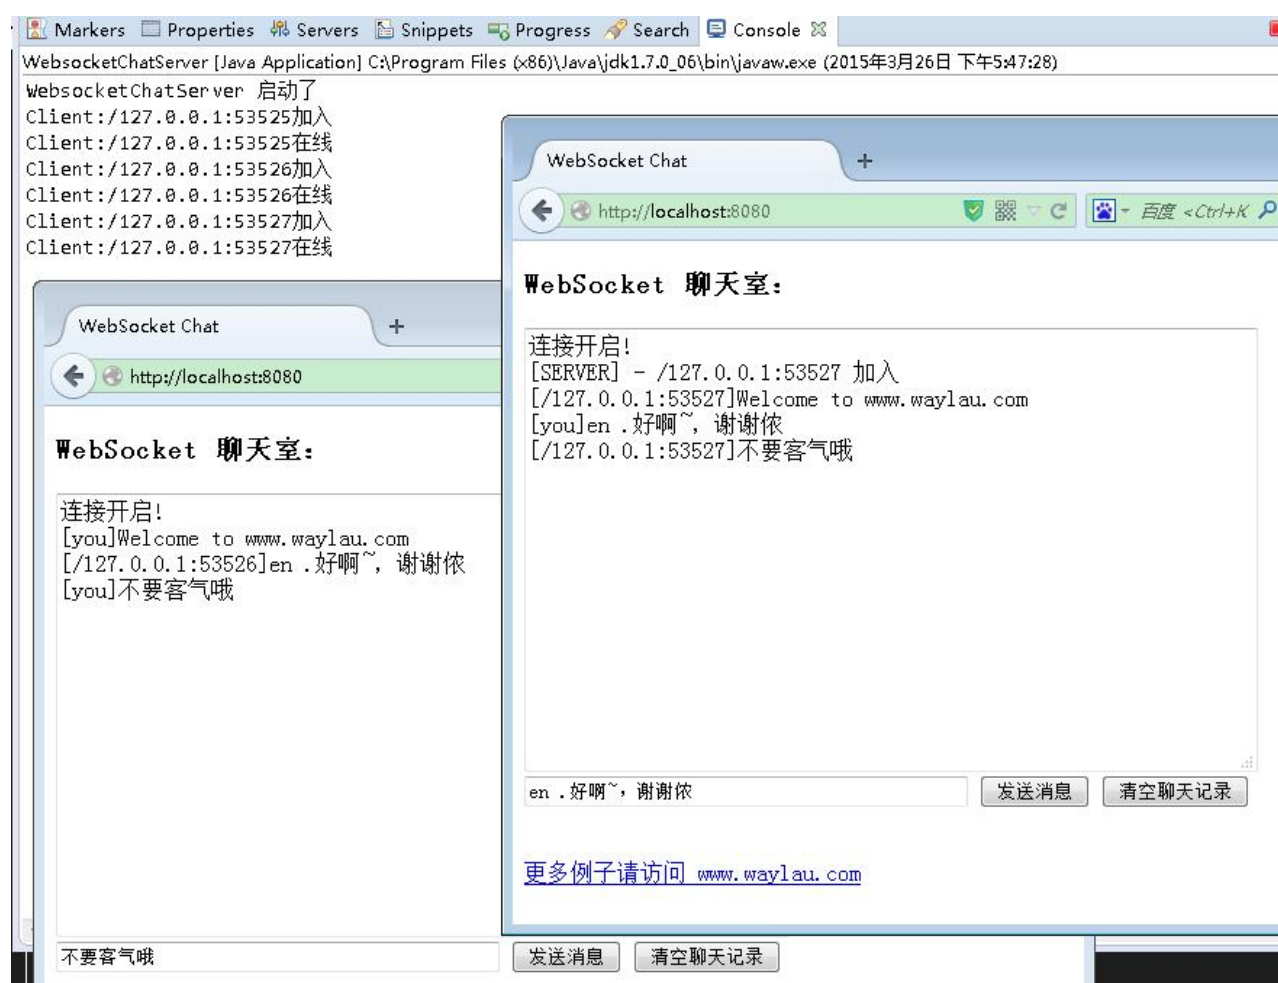 Markers Properties Servers Snippets Progress Search Console
WebsocketChatServer [Java Application] C:\Program Files (x86)\Java\jdk1.7.0_06\bin\javaw.exe (2015年3月26日 下午5:47:28)
WebsocketChatServer 启动了
Client:/127.0.0.1:53525加入
Client:/127.0.0.1:53525在线
Client:/127.0.0.1:53526加入
Client:/127.0.0.1:53526在线
Client:/127.0.0.1:53527加入
Client:/127.0.0.1:53527在线
WebSocket Chat
http://localhost:8080
百度 <Ctrl+K
WebSocket 聊天室：
连接开启!
[SERVER] - /127.0.0.1:53527 加入
[/127.0.0.1:53527]Welcome to www.waylau.com
[you]en .好啊~，谢谢侬
[/127.0.0.1:53527]不要客气哦
en .好啊~，谢谢侬
发送消息
清空聊天记录
更多例子请访问 www.waylau.com
WebSocket Chat
http://localhost:8080
WebSocket 聊天室：
连接开启!
[you]Welcome to www.waylau.com
[/127.0.0.1:53526]en .好啊~，谢谢侬
[you]不要客气哦
不要客气哦
发送消息
清空聊天记录